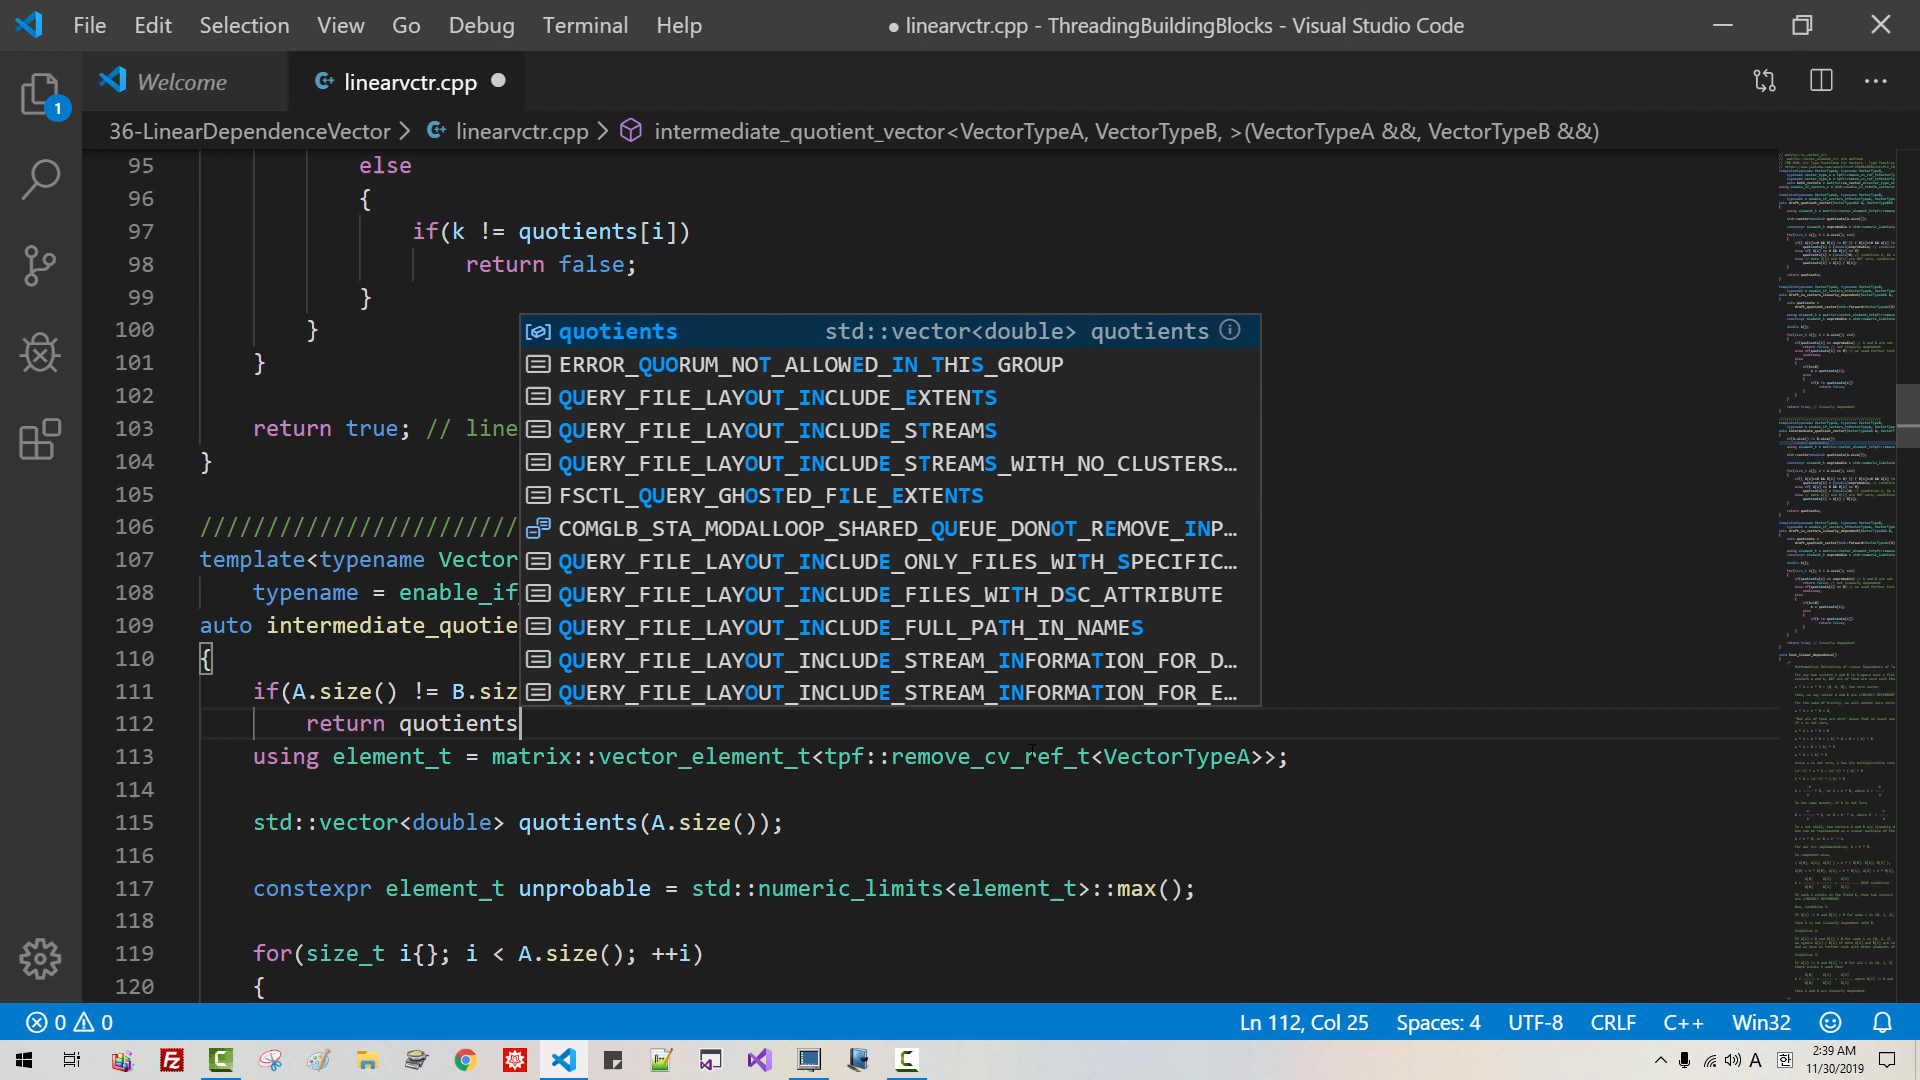 File Edit Selection View Go Debug Terminal Help
● linearvctr.cpp - ThreadingBuildingBlocks - Visual Studio Code
Welcome
linearvctr.cpp ●
36-LinearDependenceVector > linearvctr.cpp > intermediate_quotient_vector<VectorTypeA, VectorTypeB, >(VectorTypeA &&, VectorTypeB &&)
1
95 else
96 {
97 if(k != quotients[i])
98 return false;
99 }
100 }
101 }
102
103 return true; // line
104 }
105
106 ////////////////////////
107 template<typename Vector
108 typename = enable_if_
109 auto intermediate_quotie
110 {
111 if(A.size() != B.siz
112 return quotients
113 using element_t = matrix::vector_element_t<tpf::remove_cv_ref_t<VectorTypeA>>;
114
115 std::vector<double> quotients(A.size());
116
117 constexpr element_t unprobable = std::numeric_limits<element_t>::max();
118
119 for(size_t i{}; i < A.size(); ++i)
120 {
quotients std::vector<double> quotients
ERROR_QUORUM_NOT_ALLOWED_IN_THIS_GROUP
QUERY_FILE_LAYOUT_INCLUDE_EXTENTS
QUERY_FILE_LAYOUT_INCLUDE_STREAMS
QUERY_FILE_LAYOUT_INCLUDE_STREAMS_WITH_NO_CLUSTERS…
FSCTL_QUERY_GHOSTED_FILE_EXTENTS
COMGLB_STA_MODALLOOP_SHARED_QUEUE_DONOT_REMOVE_INP…
QUERY_FILE_LAYOUT_INCLUDE_ONLY_FILES_WITH_SPECIFIC…
QUERY_FILE_LAYOUT_INCLUDE_FILES_WITH_DSC_ATTRIBUTE
QUERY_FILE_LAYOUT_INCLUDE_FULL_PATH_IN_NAMES
QUERY_FILE_LAYOUT_INCLUDE_STREAM_INFORMATION_FOR_D…
QUERY_FILE_LAYOUT_INCLUDE_STREAM_INFORMATION_FOR_E…
0 0
Ln 112, Col 25 Spaces: 4 UTF-8 CRLF C++ Win32
A 한
2:39 AM
11/30/2019